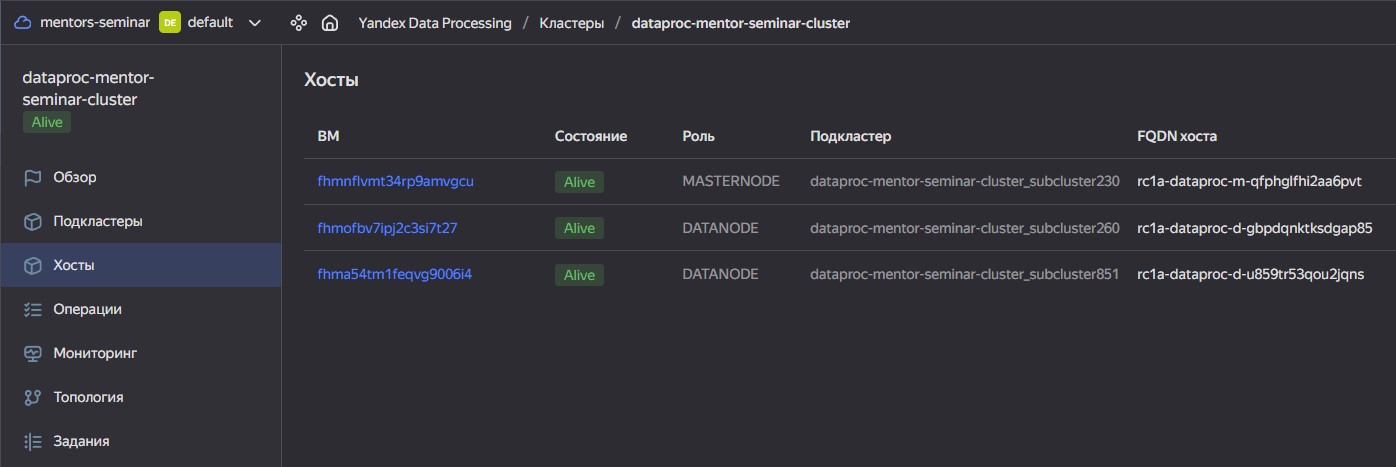 mentors-seminar DE default Yandex Data Processing / Кластеры / dataproc-mentor-seminar-cluster
dataproc-mentor-
seminar-cluster
Alive
Обзор
Подкластеры
Хосты
Операции
Мониторинг
Топология
Задания
Хосты
ВМ Состояние Роль Подкластер FQDN хоста
fhmnflvmt34rp9amvgcu Alive MASTERNODE dataproc-mentor-seminar-cluster_subcluster230 rc1a-dataproc-m-qfphglfhi2aa6pvt
fhmofbv7ipj2c3si7t27 Alive DATANODE dataproc-mentor-seminar-cluster_subcluster260 rc1a-dataproc-d-gbpdqnktksdgap85
fhma54tm1feqvg9006i4 Alive DATANODE dataproc-mentor-seminar-cluster_subcluster851 rc1a-dataproc-d-u859tr53qou2jqns